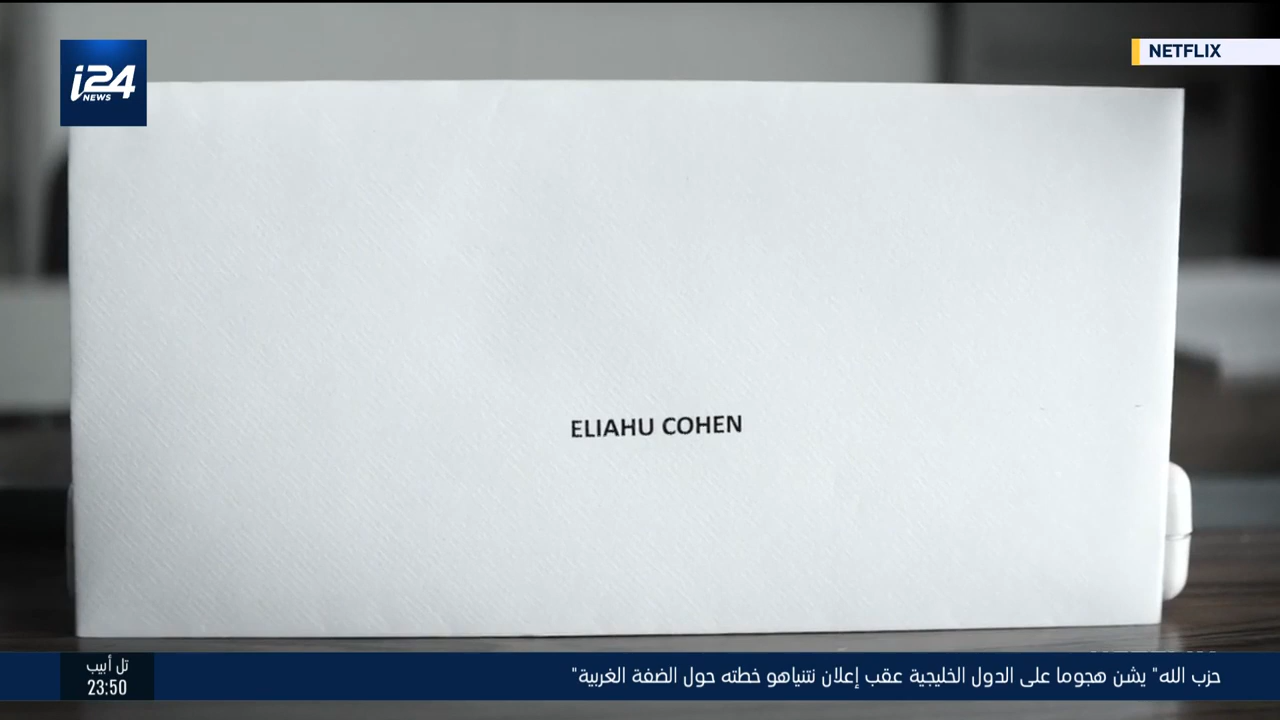 i24
NEWS
NETFLIX
ELIAHU COHEN
تل أبيب
23:50
حزب الله" يشن هجوما على الدول الخليجية عقب إعلان نتنياهو خطته حول الضفة الغربية"